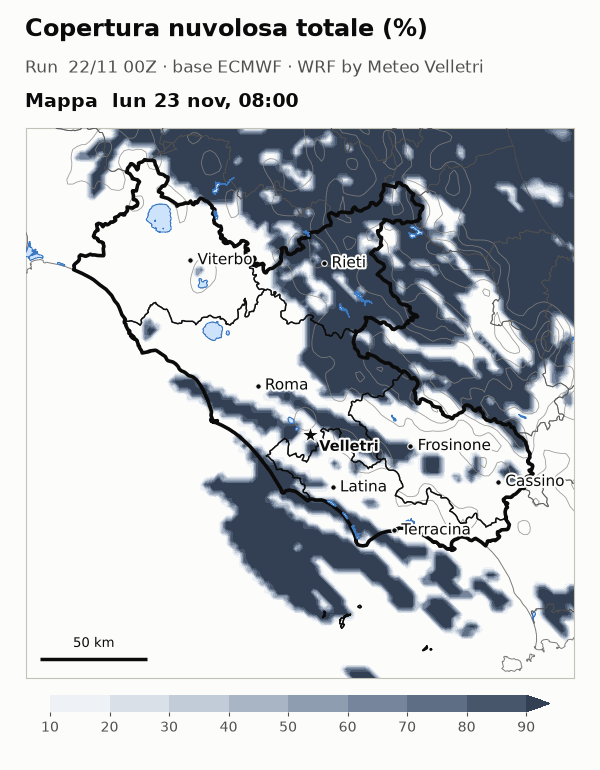 Copertura nuvolosa totale (%)
Run  22/11 00Z · base ECMWF · WRF by Meteo Velletri
Mappa  lun 23 nov, 08:00
Viterbo
Rieti
Roma
Velletri
Frosinone
Cassino
Latina
Terracina
50 km
10 20 30 40 50 60 70 80 90